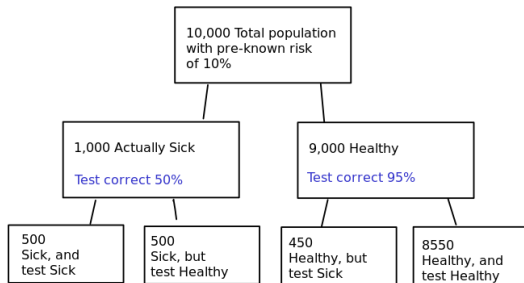 10,000 Total population
with pre-known risk
of 10%
1,000 Actually Sick
Test correct 50%
9,000 Healthy
Test correct 95%
500
Sick, and
test Sick
500
Sick, but
test Healthy
450
Healthy, but
test Sick
8550
Healthy, and
test Healthy